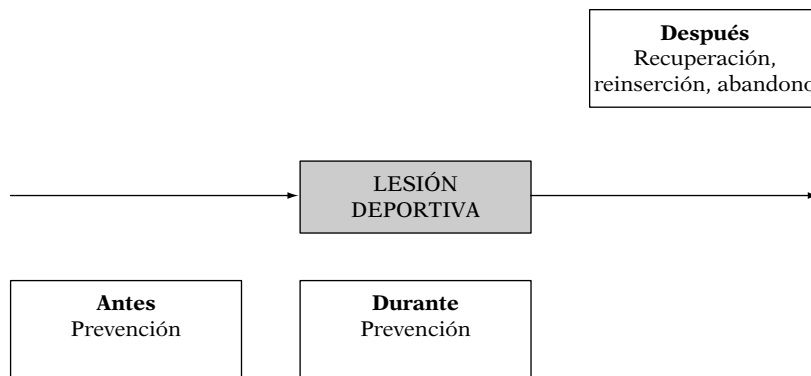 Después
Recuperación,
reinserción, abandono
LESIÓN
DEPORTIVA
Antes
Prevención
Durante
Prevención